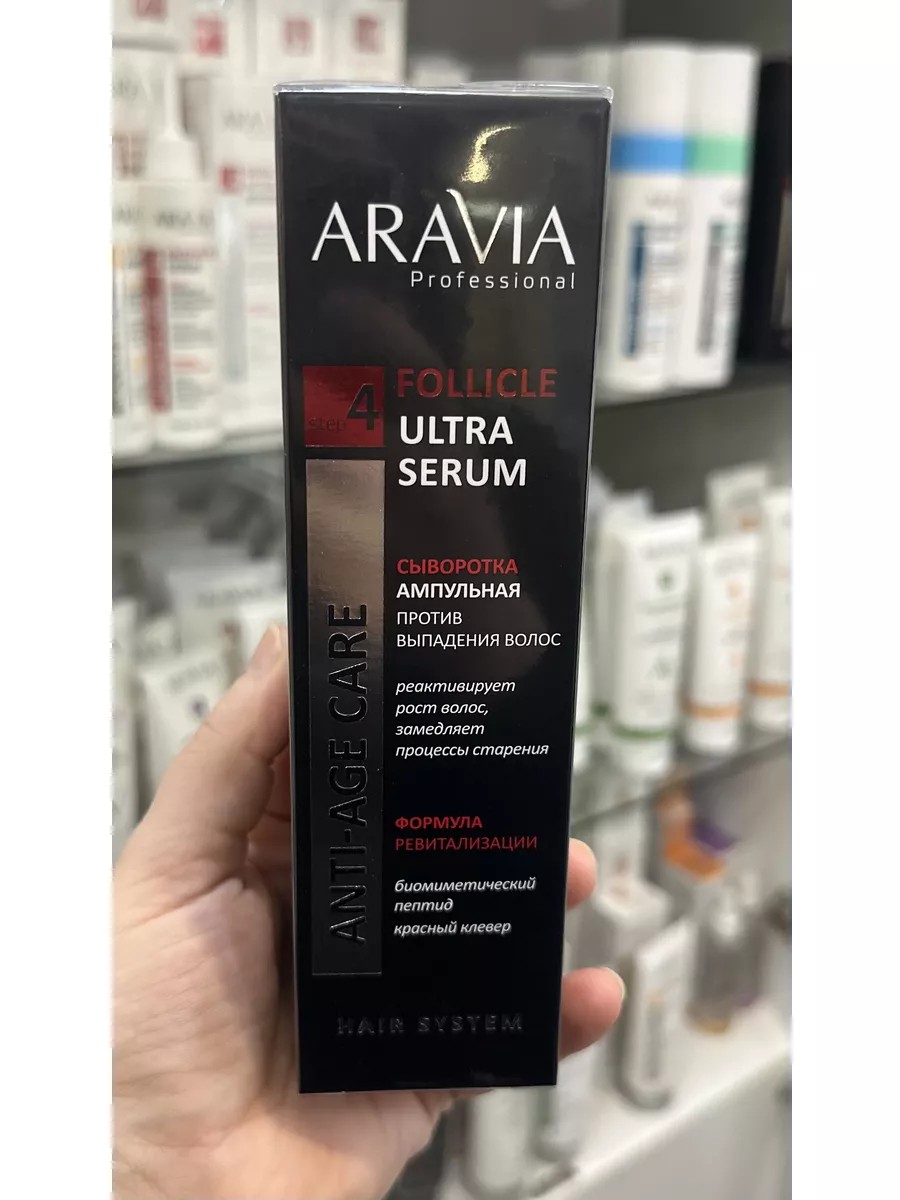 ARAVIA
Professional
step 4
FOLLICLE
ULTRA
SERUM
ANTI-AGE CARE
СЫВОРОТКА
АМПУЛЬНАЯ
ПРОТИВ
ВЫПАДЕНИЯ ВОЛОС
реактивирует
рост волос,
замедляет
процессы старения
ФОРМУЛА
РЕВИТАЛИЗАЦИИ
биомиметический
пептид
красный клевер
HAIR SYSTEM